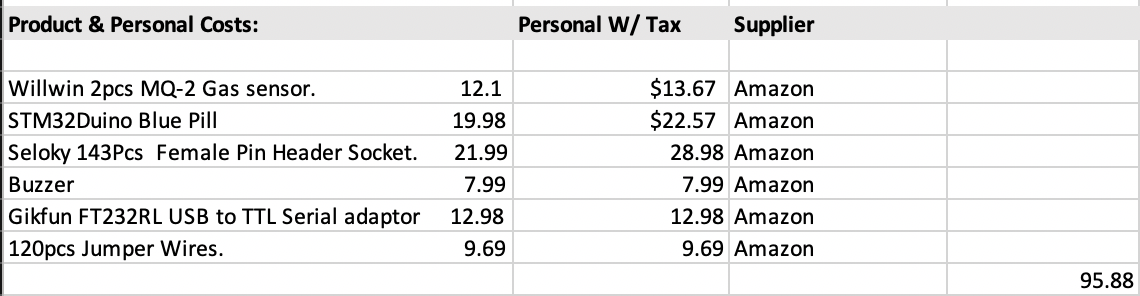 Product & Personal Costs: Personal W/ Tax Supplier
Willwin 2pcs MQ-2 Gas sensor. 12.1 $13.67 Amazon
STM32Duino Blue Pill 19.98 $22.57 Amazon
Seloky 143Pcs  Female Pin Header Socket. 21.99 28.98 Amazon
Buzzer 7.99 7.99 Amazon
Gikfun FT232RL USB to TTL Serial adaptor 12.98 12.98 Amazon
120pcs Jumper Wires. 9.69 9.69 Amazon
95.88